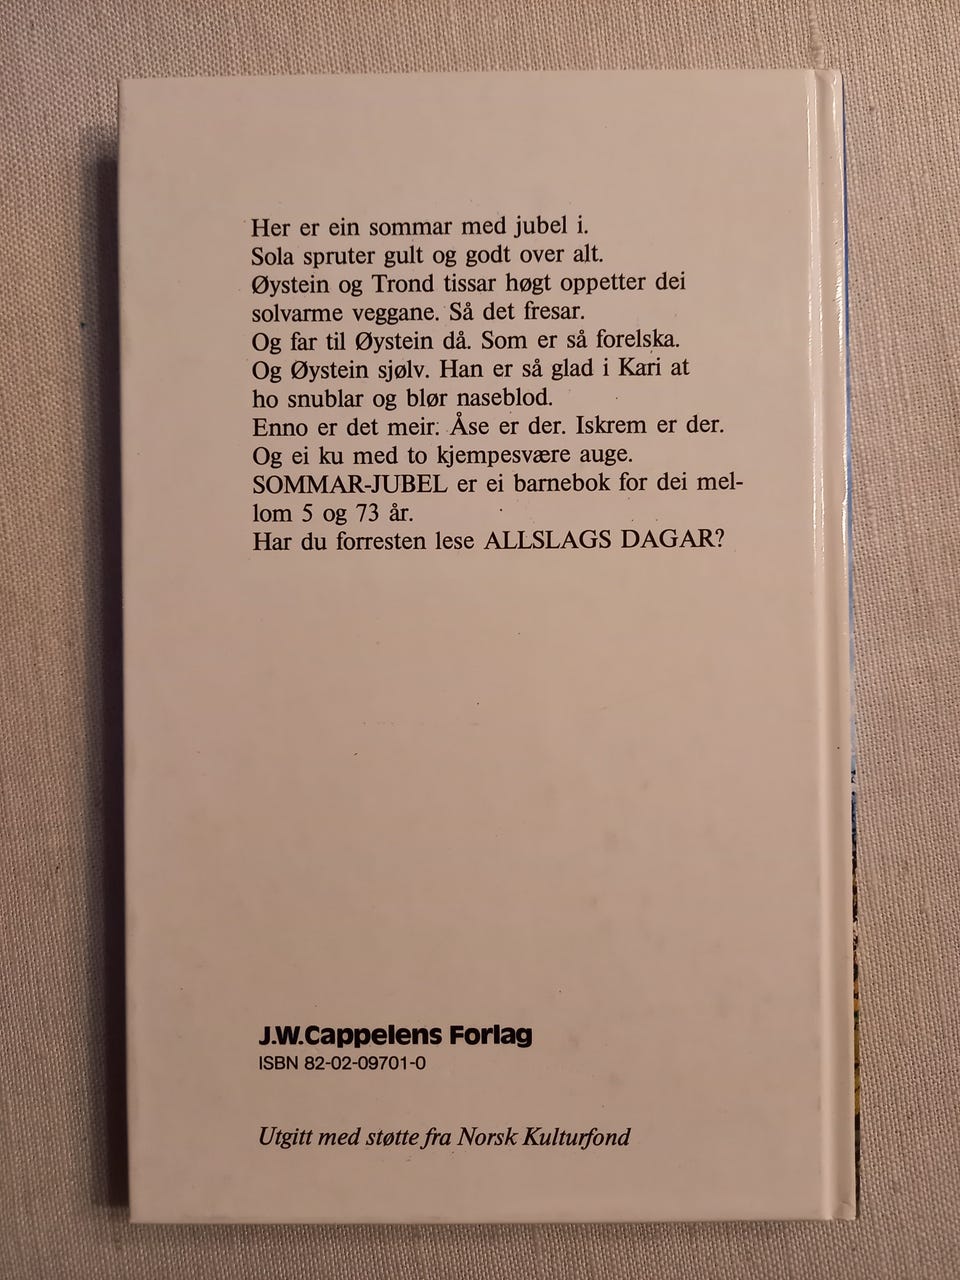 Her er ein sommar med jubel i.
Sola spruter gult og godt over alt.
Øystein og Trond tissar høgt oppetter dei
solvarme veggane. Så det fresar.
Og far til Øystein då. Som er så forelska.
Og Øystein sjølv. Han er så glad i Kari at
ho snublar og blør naseblod.
Enno er det meir. Åse er der. Iskrem er der.
Og ei ku med to kjempesvære auge.
SOMMAR-JUBEL er ei barnebok for dei mel-
lom 5 og 73 år.
Har du forresten lese ALLSLAGS DAGAR?
J.W.Cappelens Forlag
ISBN 82-02-09701-0
Utgitt med støtte fra Norsk Kulturfond